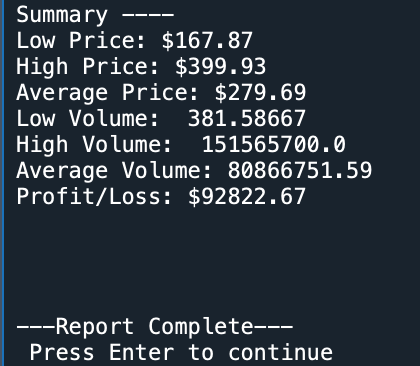 Summary ----
Low Price: $167.87
High Price: $399.93
Average Price: $279.69
Low Volume:  381.58667
High Volume:  151565700.0
Average Volume: 80866751.59
Profit/Loss: $92822.67
---Report Complete---
 Press Enter to continue